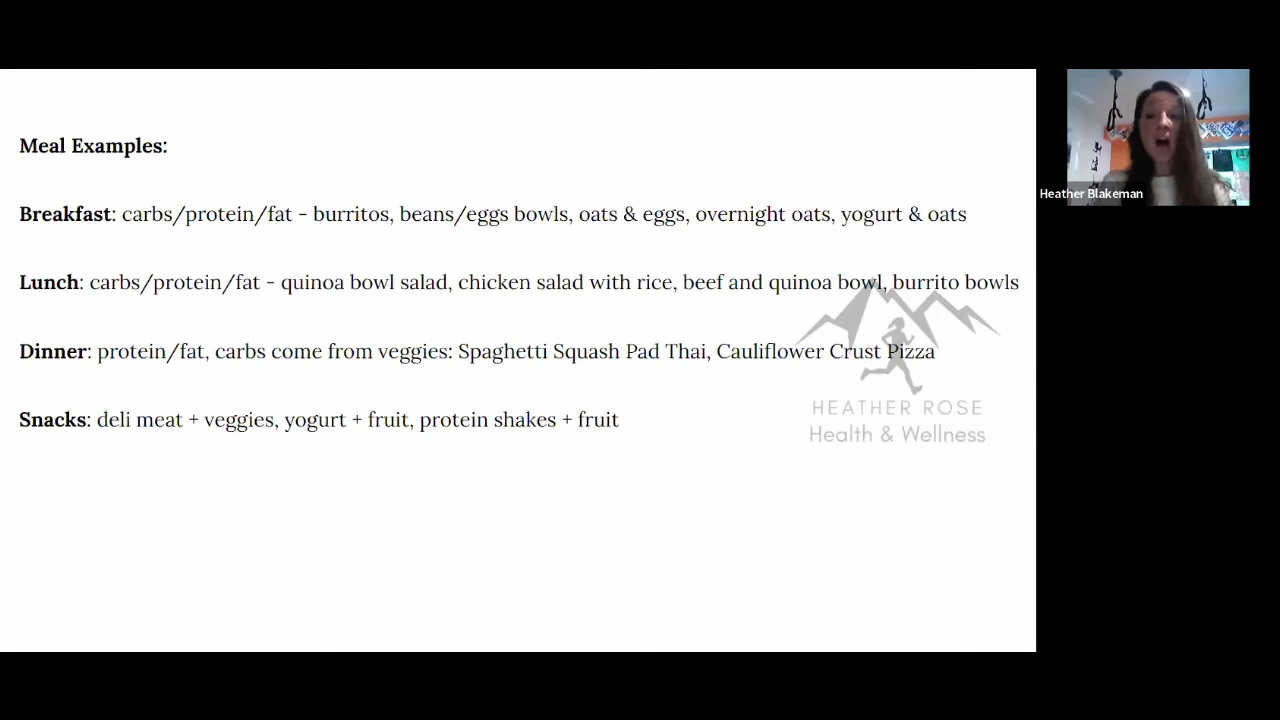 Meal Examples:
Breakfast: carbs/protein/fat - burritos, beans/eggs bowls, oats & eggs, overnight oats, yogurt & oats
Lunch: carbs/protein/fat - quinoa bowl salad, chicken salad with rice, beef and quinoa bowl, burrito bowls
Dinner: protein/fat, carbs come from veggies: Spaghetti Squash Pad Thai, Cauliflower Crust Pizza
Snacks: deli meat + veggies, yogurt + fruit, protein shakes + fruit
HEATHER ROSE
Health & Wellness
Heather Blakeman